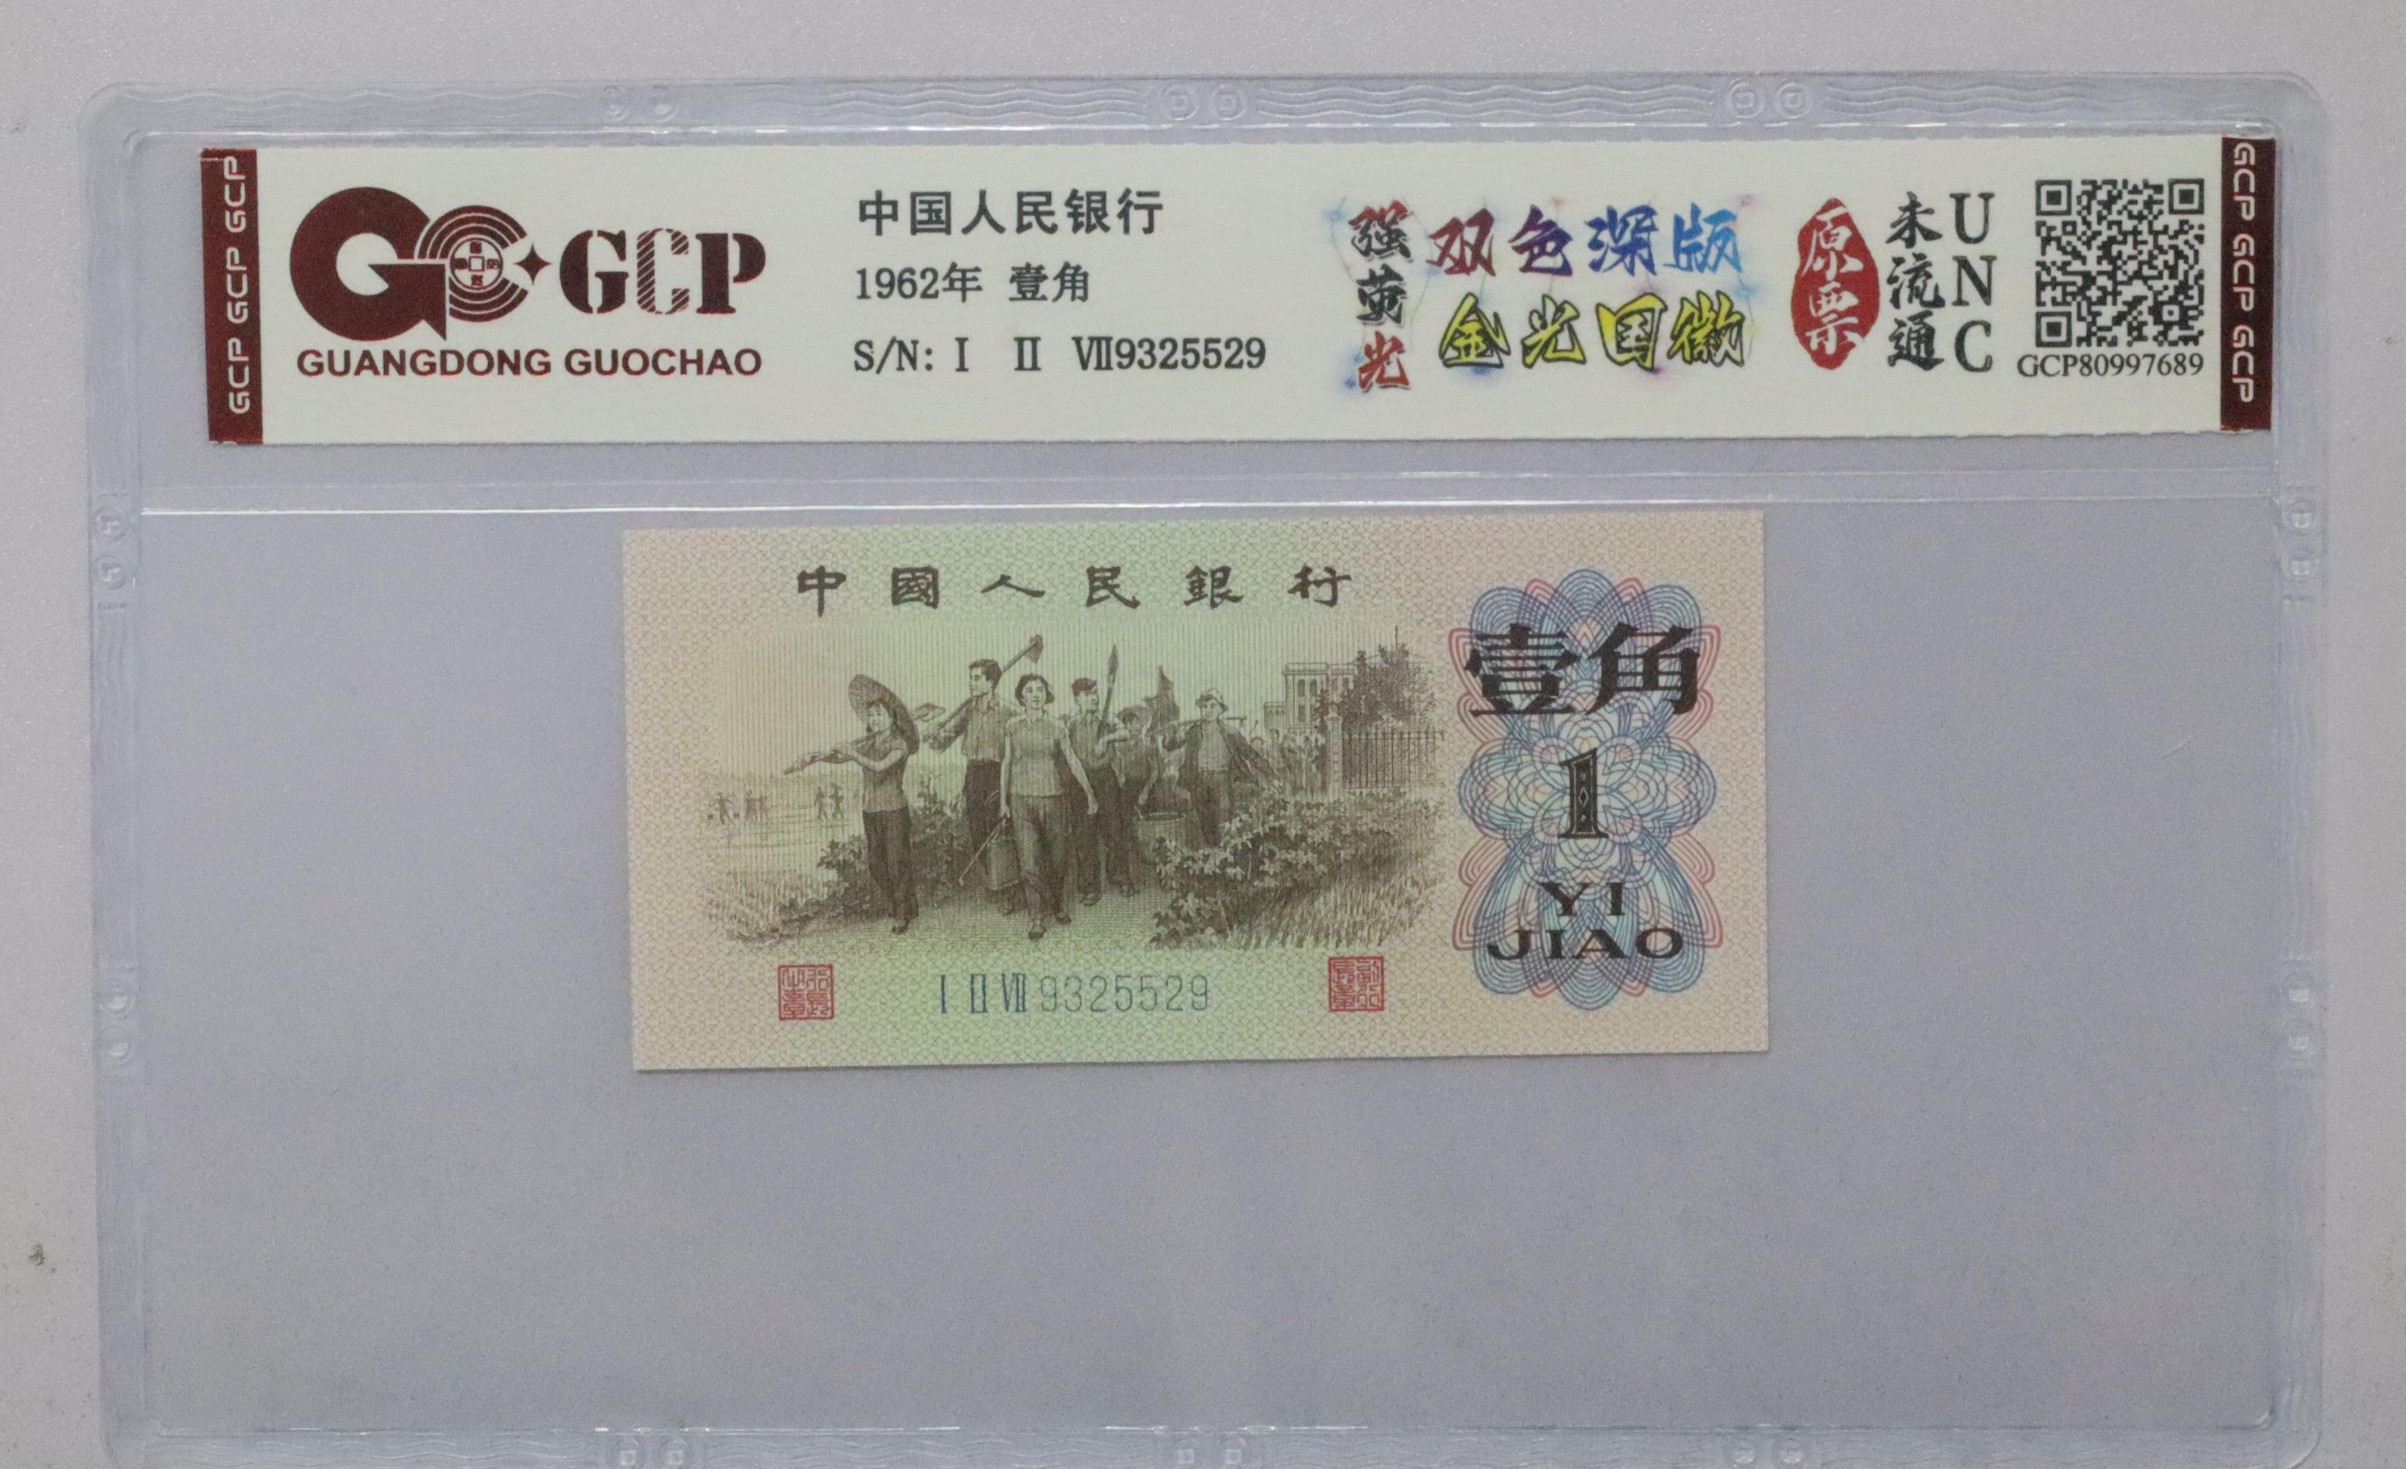 GCP GCP GCP
GCP
GUANGDONG GUOCHAO
中国人民银行
1962年 壹角
S/N: Ⅰ Ⅱ Ⅶ9325529
强荧光
双色深版
金光国徽
原票
未流通
UNC
GCP80997689
GCP GCP GCP
中國人民銀行
壹角
1
YI
JIAO
Ⅰ Ⅱ Ⅶ 9325529